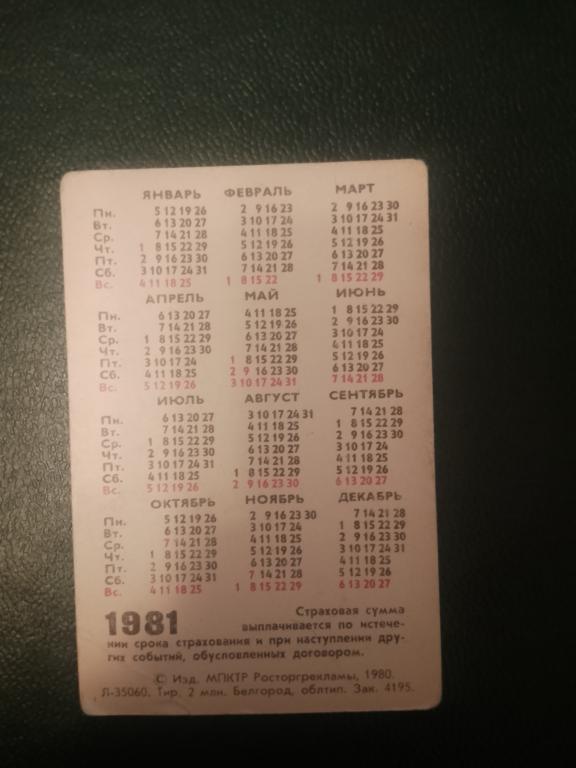 ЯНВАРЬ ФЕВРАЛЬ МАРТ
Пн. 5 12 19 26 2 9 16 23 2 9 16 23 30
Вт. 6 13 20 27 3 10 17 24 3 10 17 24 31
Ср. 7 14 21 28 4 11 18 25 4 11 18 25
Чт. 1 8 15 22 29 5 12 19 26 5 12 19 26
Пт. 2 9 16 23 30 6 13 20 27 6 13 20 27
Сб. 3 10 17 24 31 7 14 21 28 7 14 21 28
Вс. 4 11 18 25 1 8 15 22 1 8 15 22 29
АПРЕЛЬ МАЙ ИЮНЬ
Пн. 6 13 20 27 4 11 18 25 1 8 15 22 29
Вт. 7 14 21 28 5 12 19 26 2 9 16 23 30
Ср. 1 8 15 22 29 6 13 20 27 3 10 17 24
Чт. 2 9 16 23 30 7 14 21 28 4 11 18 25
Пт. 3 10 17 24 1 8 15 22 29 5 12 19 26
Сб. 4 11 18 25 2 9 16 23 30 6 13 20 27
Вс. 5 12 19 26 3 10 17 24 31 7 14 21 28
ИЮЛЬ АВГУСТ СЕНТЯБРЬ
Пн. 6 13 20 27 3 10 17 24 31 7 14 21 28
Вт. 7 14 21 28 4 11 18 25 1 8 15 22 29
Ср. 1 8 15 22 29 5 12 19 26 2 9 16 23 30
Чт. 2 9 16 23 30 6 13 20 27 3 10 17 24
Пт. 3 10 17 24 31 7 14 21 28 4 11 18 25
Сб. 4 11 18 25 1 8 15 22 29 5 12 19 26
Вс. 5 12 19 26 2 9 16 23 30 6 13 20 27
ОКТЯБРЬ НОЯБРЬ ДЕКАБРЬ
Пн. 5 12 19 26 2 9 16 23 30 7 14 21 28
Вт. 6 13 20 27 3 10 17 24 1 8 15 22 29
Ср. 7 14 21 28 4 11 18 25 2 9 16 23 30
Чт. 1 8 15 22 29 5 12 19 26 3 10 17 24 31
Пт. 2 9 16 23 30 6 13 20 27 4 11 18 25
Сб. 3 10 17 24 31 7 14 21 28 5 12 19 26
Вс. 4 11 18 25 1 8 15 22 29 6 13 20 27
1981 Страховая сумма
выплачивается по истече-
нии срока страхования и при наступлении дру-
гих событий, обусловленных договором.
© Изд. МПКТР Росторгрекламы, 1980.
Л-35060. Тир. 2 млн. Белгород, облтип. Зак. 4195.